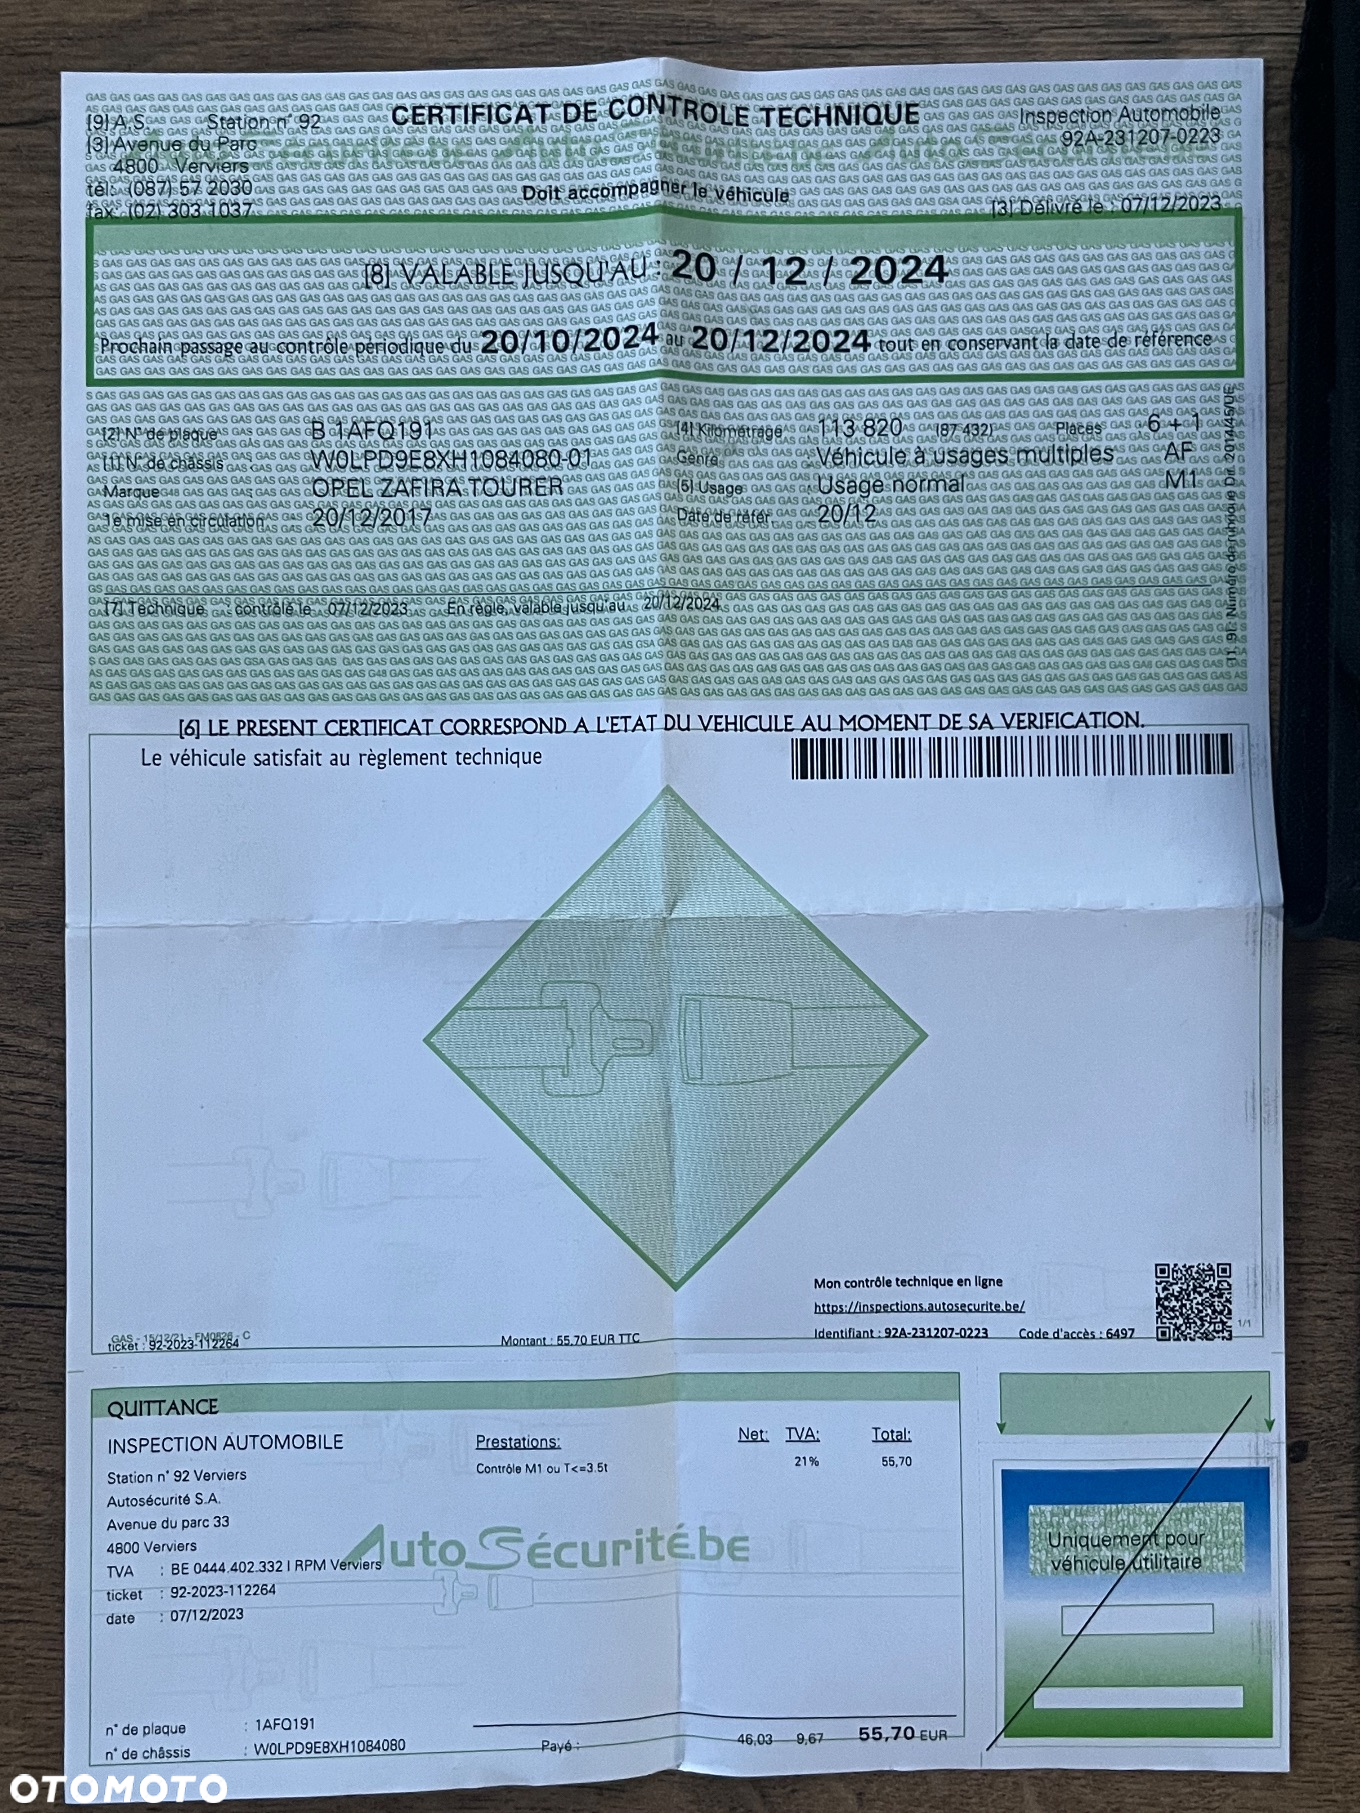 [9] A.S. Station n° 92
CERTIFICAT DE CONTROLE TECHNIQUE
Inspection Automobile
[3] Avenue du Parc
92A-231207-0223
4800 Verviers
tél: (087) 57 2030
Doit accompagner le véhicule
fax: (02) 303 1037
[3] Délivré le : 07/12/2023
[8] VALABLE JUSQU'AU : 20 / 12 / 2024
Prochain passage au contrôle périodique du 20/10/2024 au 20/12/2024 tout en conservant la date de référence
[2] N° de plaque : B 1AFQ191
[4] Kilométrage 113 820 (87 432) Places 6 + 1
[1] N° de châssis W0LPD9E8XH1084080-01
Genre : Véhicule à usages multiples AF
Marque : OPEL ZAFIRA TOURER
[5] Usage : Usage normal M1
1e mise en circulation 20/12/2017
Date de référ. 20/12
[7] Technique : contrôlé le 07/12/2023 En règle, valable jusqu'au 20/12/2024
[6] LE PRESENT CERTIFICAT CORRESPOND A L'ETAT DU VEHICULE AU MOMENT DE SA VERIFICATION.
Le véhicule satisfait au règlement technique
Mon contrôle technique en ligne
https://inspections.autosecurite.be/
Identifiant : 92A-231207-0223 Code d'accès : 6497
1/1
ticket : 92-2023-112264
Montant : 55,70 EUR TTC
QUITTANCE
INSPECTION AUTOMOBILE
Prestations: Net: TVA: Total:
Contrôle M1 ou T<=3.5t 21% 55,70
Station n° 92 Verviers
Autosécurité S.A.
Avenue du parc 33
4800 Verviers
AutoSécurité.be
TVA : BE 0444.402.332 | RPM Verviers
ticket : 92-2023-112264
date : 07/12/2023
Uniquement pour
véhicule utilitaire
n° de plaque : 1AFQ191
n° de châssis : W0LPD9E8XH1084080
Payé : 46,03 9,67 55,70 EUR
OTOMOTO